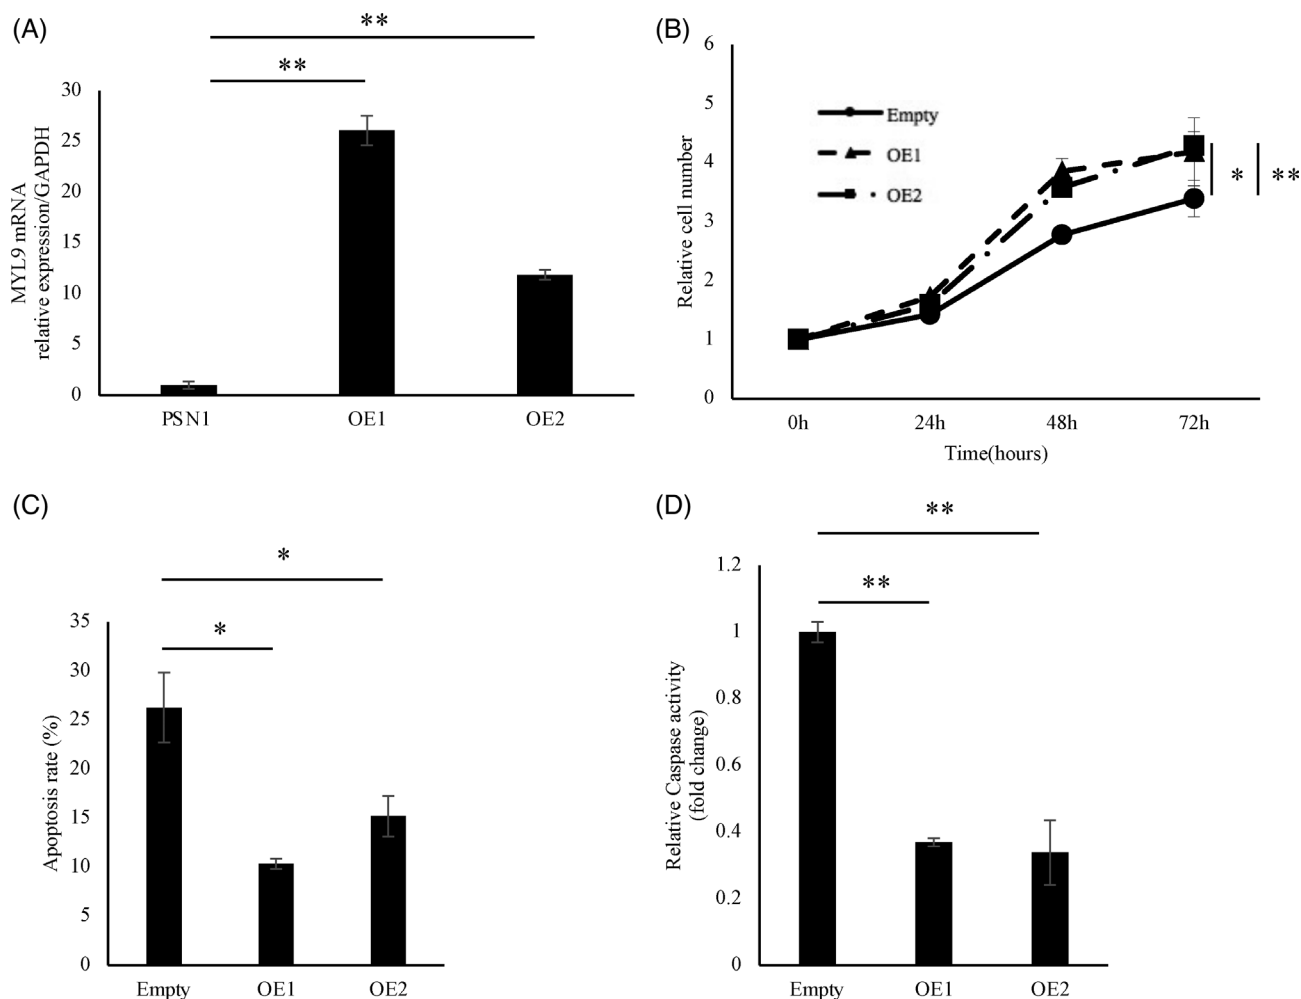 (A)
**
**
MYL9 mRNA
relative expression/GAPDH
30
25
20
15
10
5
0
PSN1 OE1 OE2
(B)
Relative cell number
6
5
4
3
2
1
0
Empty
OE1
OE2
* **
0h 24h 48h 72h
Time(hours)
(C)
*
*
Apoptosis rate (%)
35
30
25
20
15
10
5
0
Empty OE1 OE2
(D)
**
**
Relative Caspase activity
(fold change)
1.2
1
0.8
0.6
0.4
0.2
0
Empty OE1 OE2